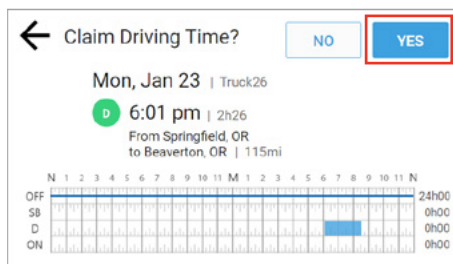 Claim Driving Time? NO YES
Mon, Jan 23 | Truck26
D 6:01 pm | 2h26
From Springfield, OR
to Beaverton, OR | 115mi
N 1 2 3 4 5 6 7 8 9 10 11 M 1 2 3 4 5 6 7 8 9 10 11 N
OFF 24h00
SB 0h00
D 0h00
ON 0h00